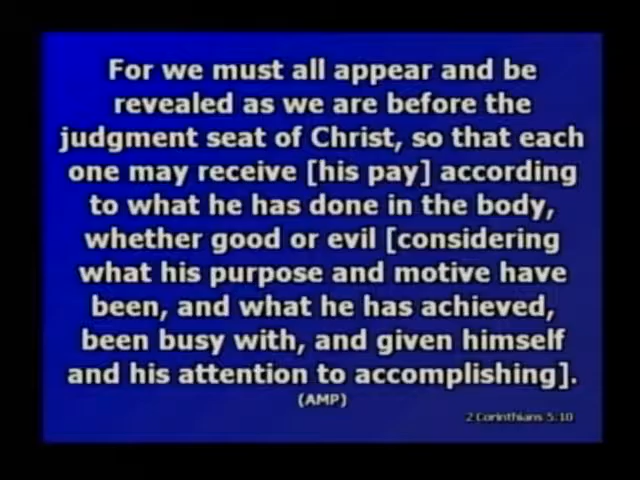 For we must all appear and be
revealed as we are before the
judgment seat of Christ, so that each
one may receive [his pay] according
to what he has done in the body,
whether good or evil [considering
what his purpose and motive have
been, and what he has achieved,
been busy with, and given himself
and his attention to accomplishing].
(AMP)
2 Corinthians 5:10